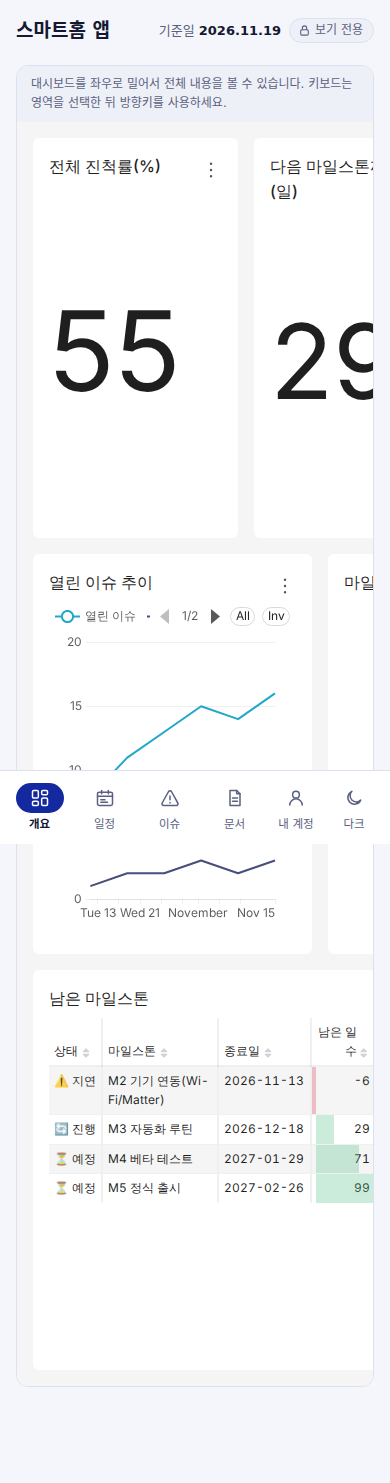 스마트홈 앱
기준일 2026.11.19
보기 전용
대시보드를 좌우로 밀어서 전체 내용을 볼 수 있습니다. 키보드는
영역을 선택한 뒤 방향키를 사용하세요.
전체 진척률(%)
다음 마일스톤
(일)
55
29
열린 이슈 추이
마일
열린 이슈
1/2
All
Inv
20
15
10
개요
일정
이슈
문서
내 계정
다크
0
Tue 13 Wed 21 November Nov 15
남은 마일스톤
상태 마일스톤 종료일 남은 일
수
⚠️ 지연 M2 기기 연동(Wi-
Fi/Matter) 2026-11-13 -6
🔄 진행 M3 자동화 루틴 2026-12-18 29
⏳ 예정 M4 베타 테스트 2027-01-29 71
⏳ 예정 M5 정식 출시 2027-02-26 99